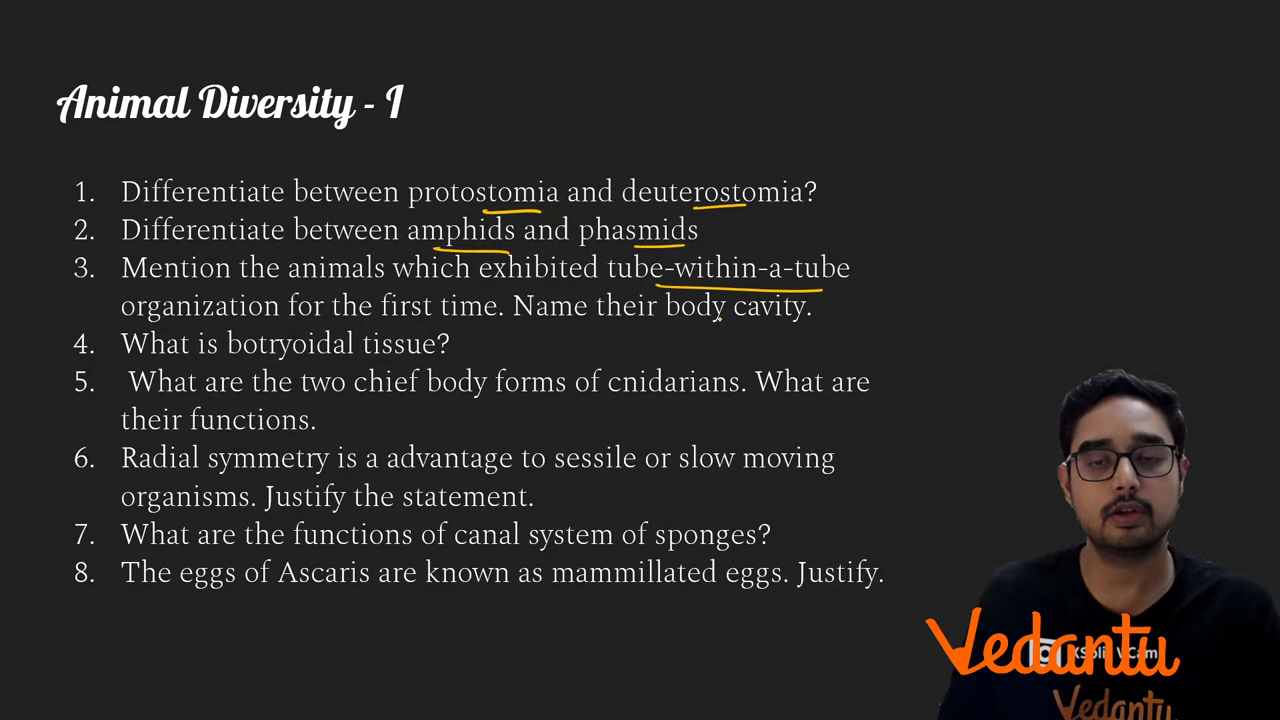 Animal Diversity - I
1. Differentiate between protostomia and deuterostomia?
2. Differentiate between amphids and phasmids
3. Mention the animals which exhibited tube-within-a-tube
organization for the first time. Name their body cavity.
4. What is botryoidal tissue?
5. What are the two chief body forms of cnidarians. What are
their functions.
6. Radial symmetry is a advantage to sessile or slow moving
organisms. Justify the statement.
7. What are the functions of canal system of sponges?
8. The eggs of Ascaris are known as mammillated eggs. Justify.
Vedantu
VCam
Vedantu